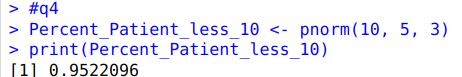 > #q4
> Percent_Patient_less_10 <- pnorm(10, 5, 3)
> print(Percent_Patient_less_10)
[1] 0.9522096